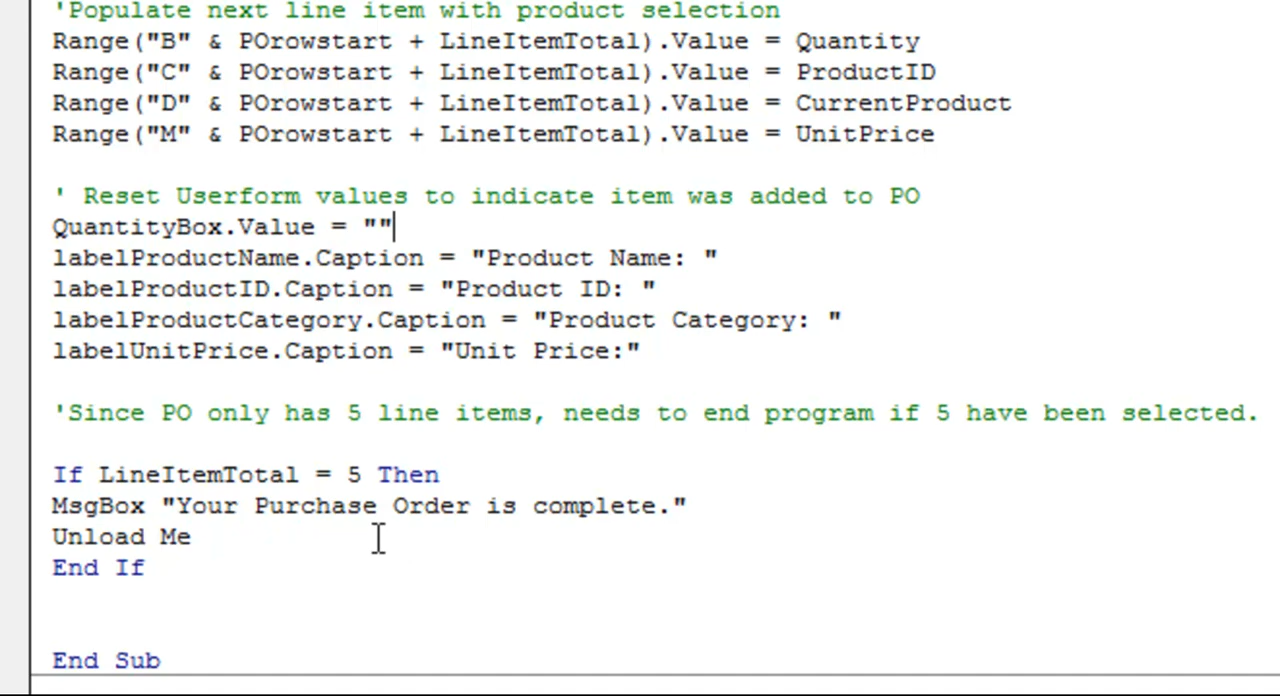 'Populate next line item with product selection
Range("B" & POrowstart + LineItemTotal).Value = Quantity
Range("C" & POrowstart + LineItemTotal).Value = ProductID
Range("D" & POrowstart + LineItemTotal).Value = CurrentProduct
Range("M" & POrowstart + LineItemTotal).Value = UnitPrice
' Reset Userform values to indicate item was added to PO
QuantityBox.Value = ""
labelProductName.Caption = "Product Name: "
labelProductID.Caption = "Product ID: "
labelProductCategory.Caption = "Product Category: "
labelUnitPrice.Caption = "Unit Price:"
'Since PO only has 5 line items, needs to end program if 5 have been selected.
If LineItemTotal = 5 Then
MsgBox "Your Purchase Order is complete."
Unload Me
End If
End Sub